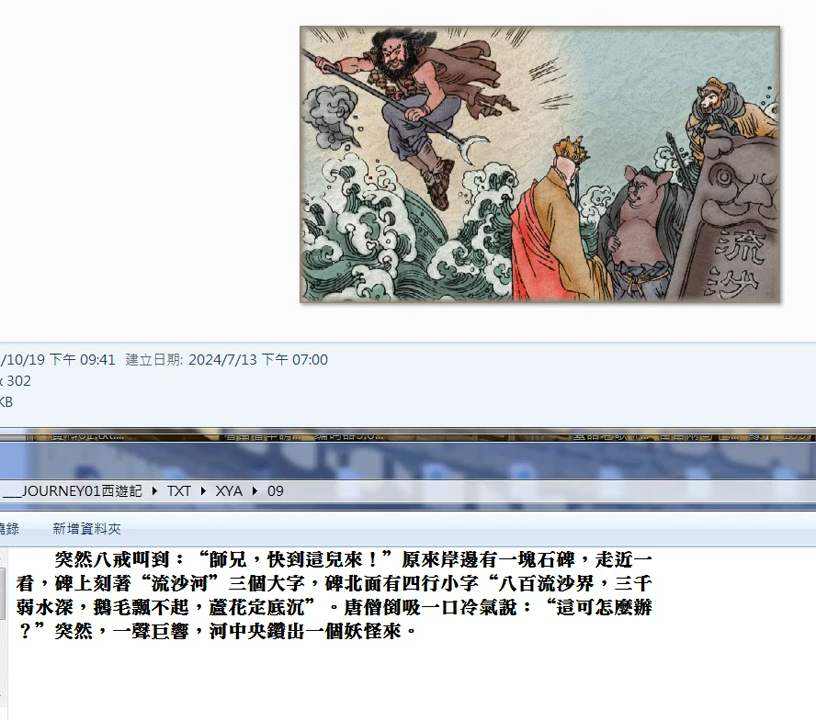 流沙
/10/19 下午 09:41 建立日期: 2024/7/13 下午 07:00
x 302
KB
___JOURNEY01西遊記 ▸ TXT ▸ XYA ▸ 09
燒錄 新增資料夾
突然八戒叫到：“師兄，快到這兒來！”原來岸邊有一塊石碑，走近一
看，碑上刻著“流沙河”三個大字，碑北面有四行小字“八百流沙界，三千
弱水深，鵝毛飄不起，蘆花定底沉”。唐僧倒吸一口冷氣說：“這可怎麼辦
？”突然，一聲巨響，河中央鑽出一個妖怪來。